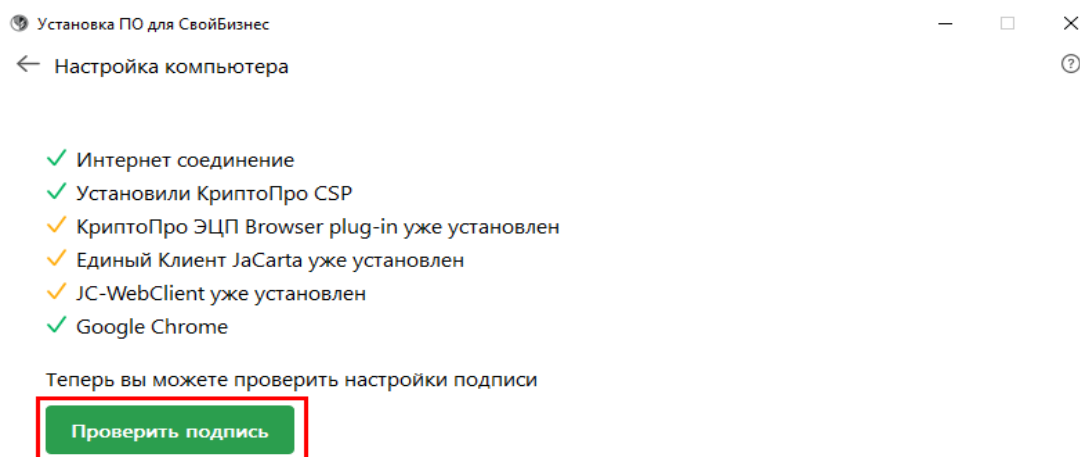 Установка ПО для СвойБизнес
Настройка компьютера
Интернет соединение
Установили КриптоПро CSP
КриптоПро ЭЦП Browser plug-in уже установлен
Единый Клиент JaCarta уже установлен
JC-WebClient уже установлен
Google Chrome
Теперь вы можете проверить настройки подписи
Проверить подпись